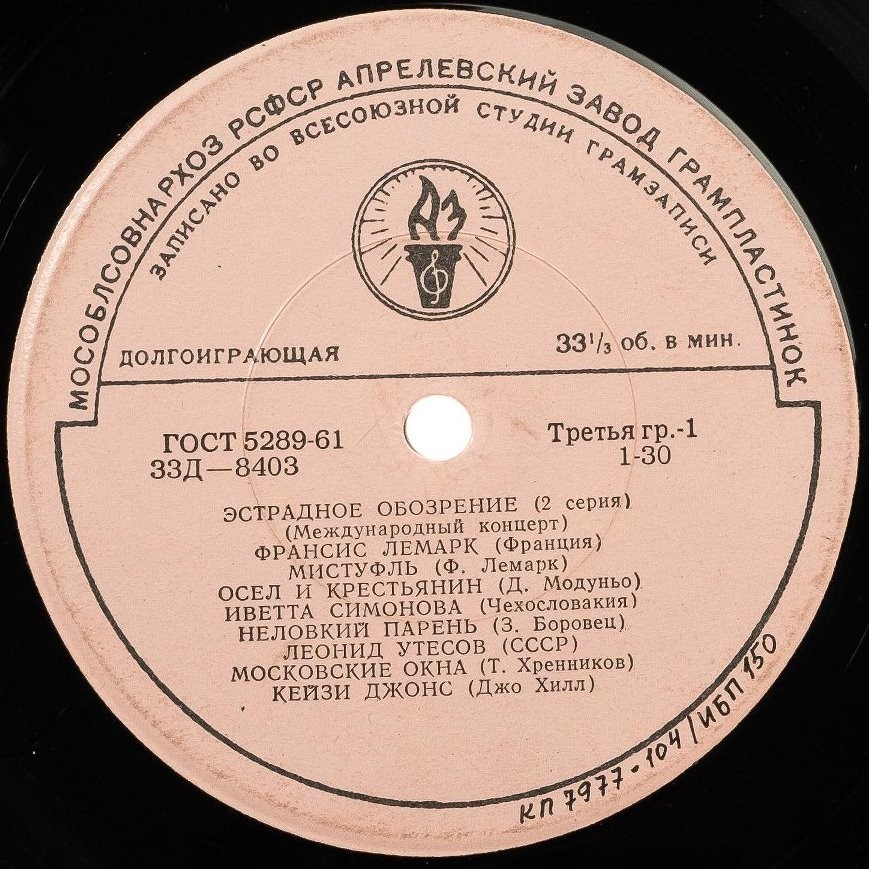 МОСОБЛСОВНАРХОЗ РСФСР АПРЕЛЕВСКИЙ ЗАВОД ГРАМПЛАСТИНОК
ЗАПИСАНО ВО ВСЕСОЮЗНОЙ СТУДИИ ГРАМЗАПИСИ
АЗ
ДОЛГОИГРАЮЩАЯ 33⅓ об. в мин.
ГОСТ 5289-61 Третья гр.-1
33Д—8403 1-30
ЭСТРАДНОЕ ОБОЗРЕНИЕ (2 серия)
(Международный концерт)
ФРАНСИС ЛЕМАРК (Франция)
МИСТУФЛЬ (Ф. Лемарк)
ОСЕЛ И КРЕСТЬЯНИН (Д. Модуньо)
ИВЕТТА СИМОНОВА (Чехословакия)
НЕЛОВКИЙ ПАРЕНЬ (З. Боровец)
ЛЕОНИД УТЕСОВ (СССР)
МОСКОВСКИЕ ОКНА (Т. Хренников)
КЕЙЗИ ДЖОНС (Джо Хилл)
КП 7977-104/ИБП 150